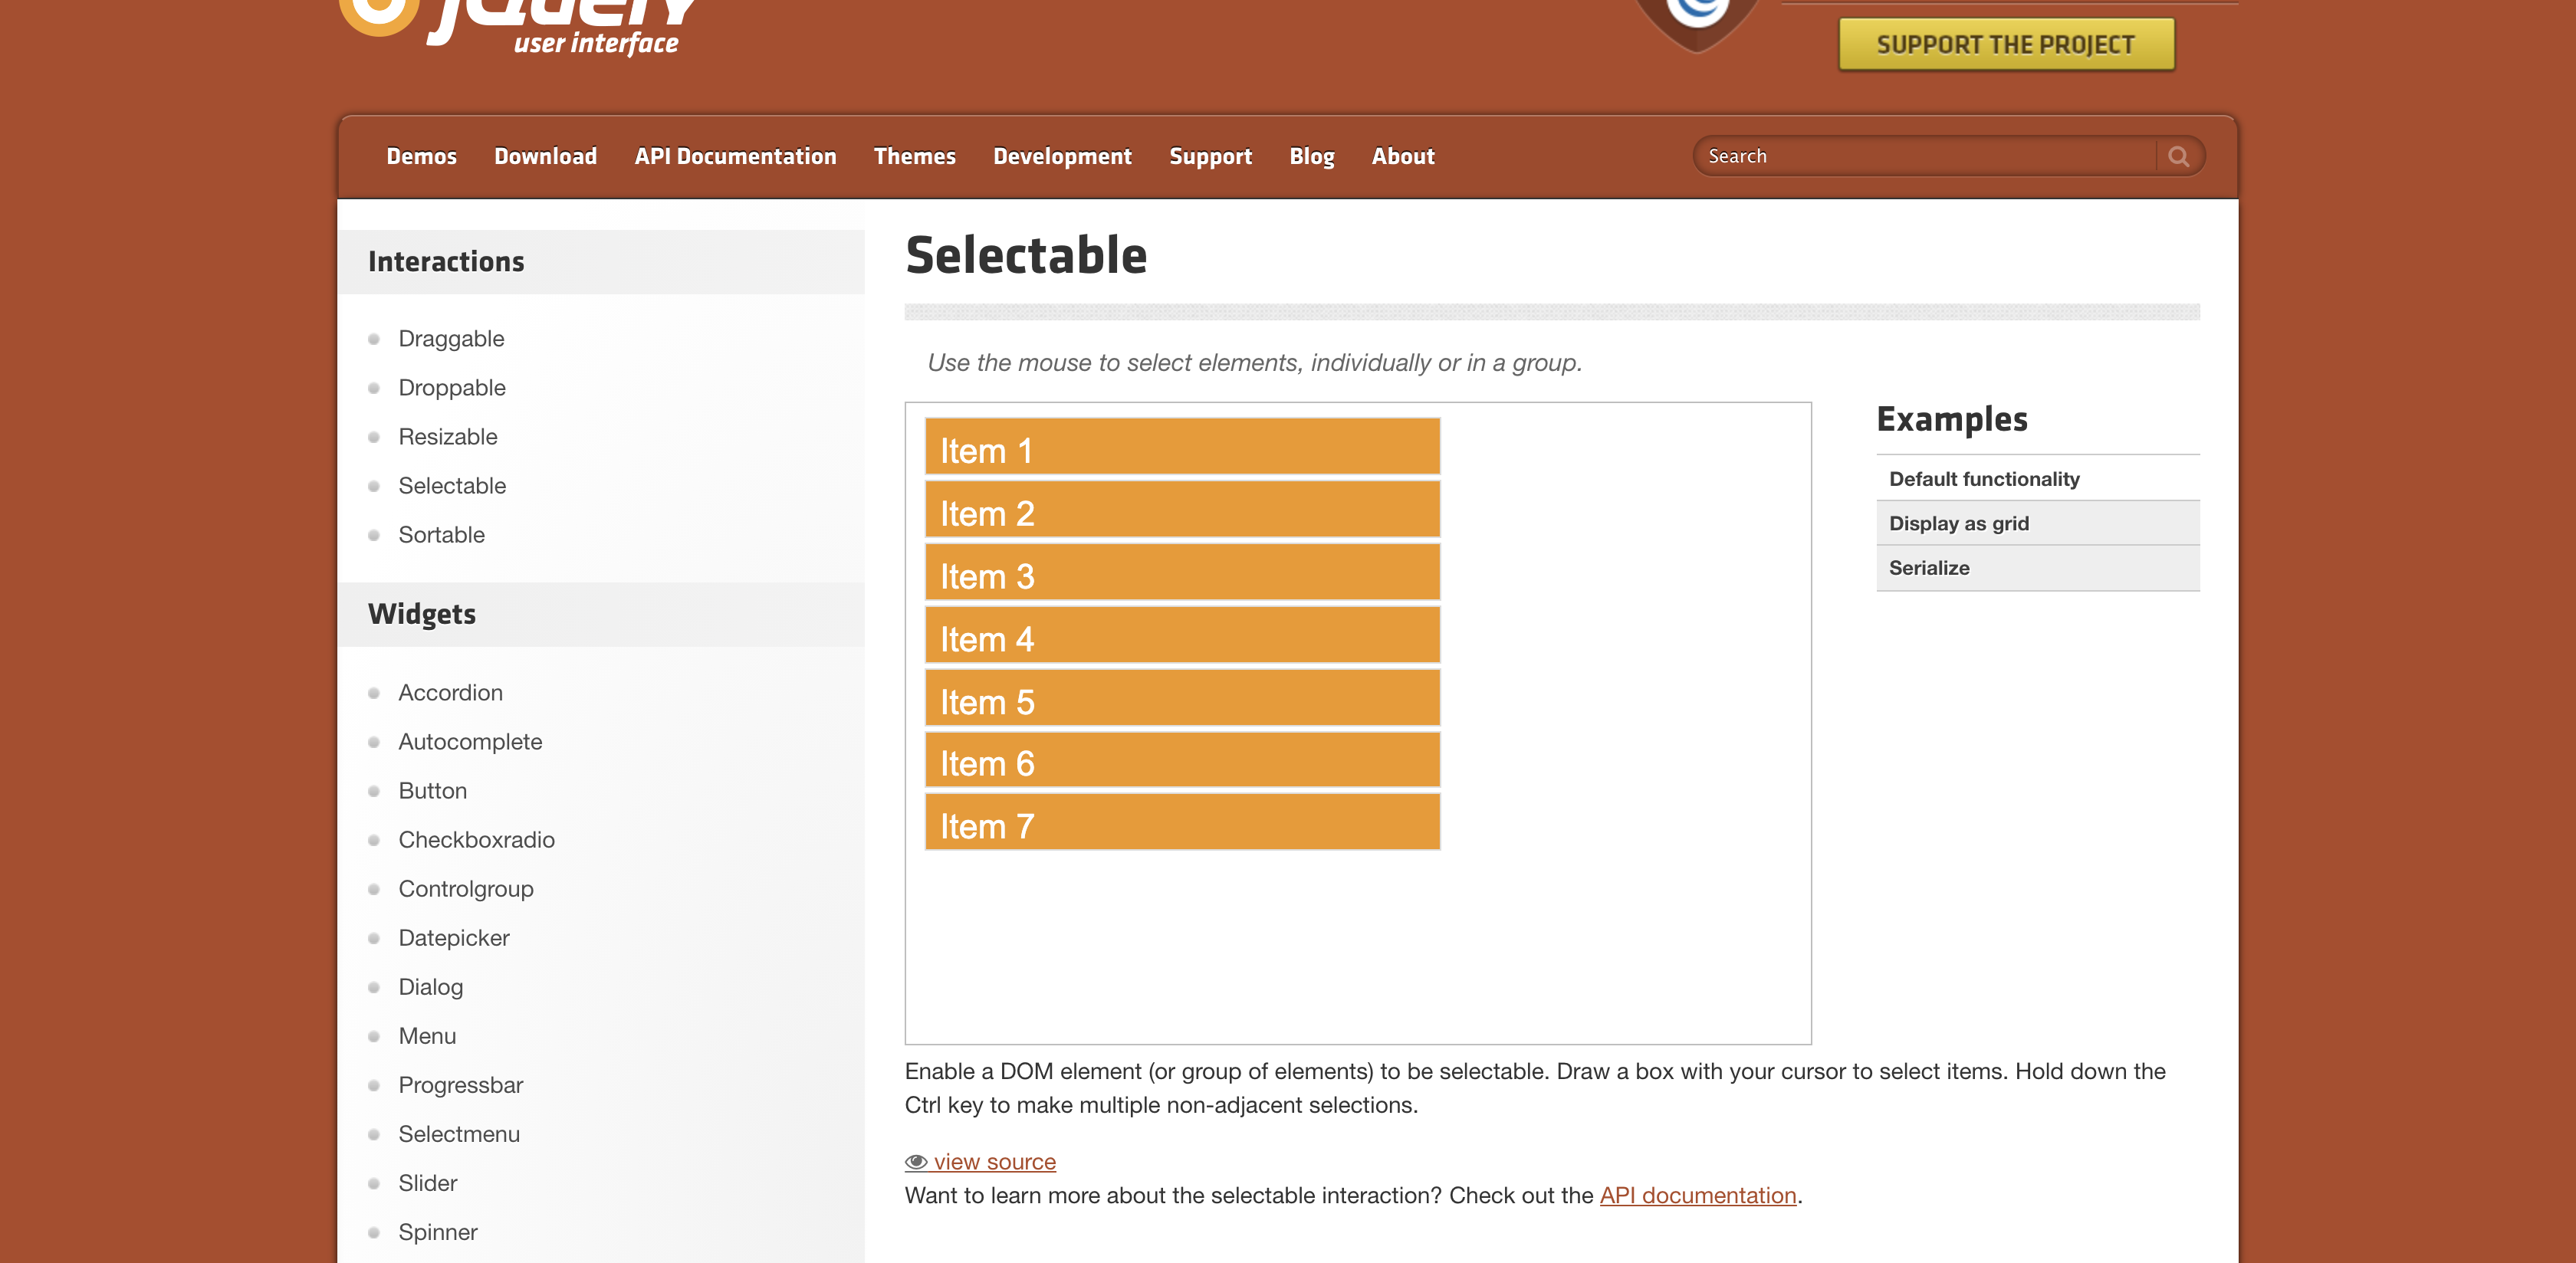 jQuery
user interface
SUPPORT THE PROJECT
Demos Download API Documentation Themes Development Support Blog About
Search
Interactions
Draggable
Droppable
Resizable
Selectable
Sortable
Widgets
Accordion
Autocomplete
Button
Checkboxradio
Controlgroup
Datepicker
Dialog
Menu
Progressbar
Selectmenu
Slider
Spinner
Selectable
Use the mouse to select elements, individually or in a group.
Item 1
Item 2
Item 3
Item 4
Item 5
Item 6
Item 7
Examples
Default functionality
Display as grid
Serialize
Enable a DOM element (or group of elements) to be selectable. Draw a box with your cursor to select items. Hold down the
Ctrl key to make multiple non-adjacent selections.
view source
Want to learn more about the selectable interaction? Check out the API documentation.